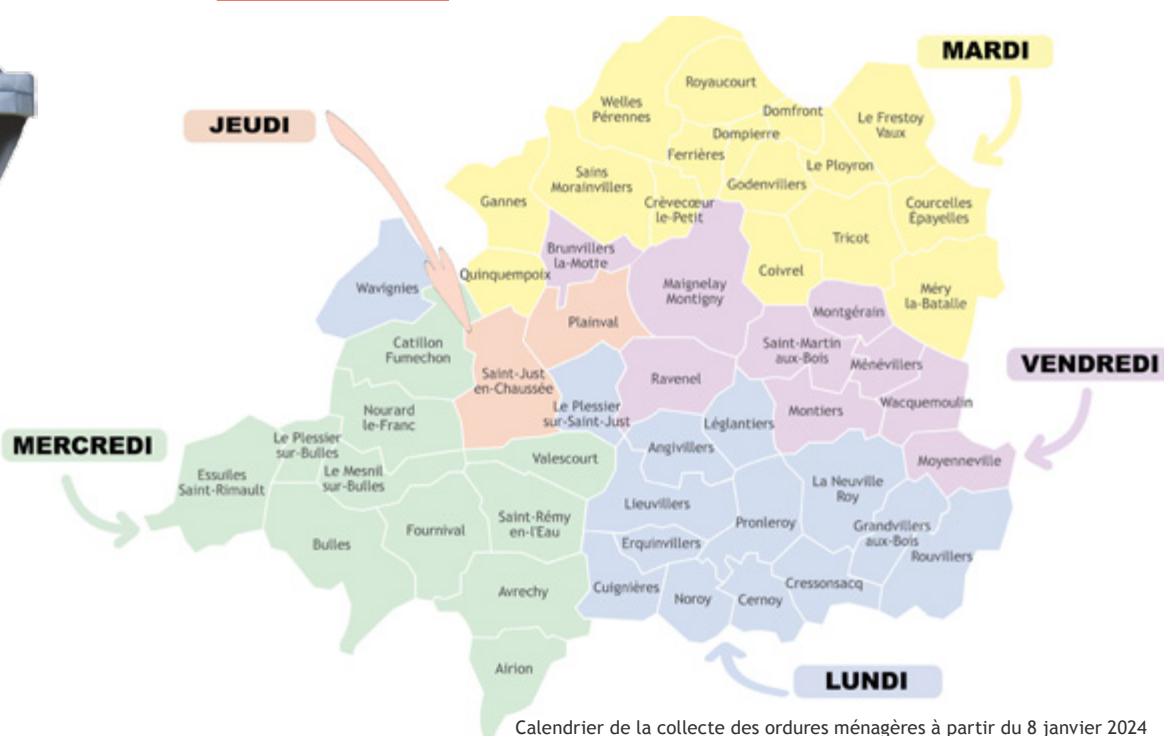 MARDI
Royaucourt
Welles
Pérennes
Domfront
Le Frestoy
Vaux
JEUDI
Dompierre
Ferrières
Le Ployron
Sains
Morainvillers
Godenvillers
Gannes
Crèvecœur
le-Petit
Courcelles
Épayelles
Tricot
Brunvillers
la-Motte
Quinquempoix
Coivrel
Wavignies
Maignelay
Montigny
Méry
la-Batalle
Montgérain
Plainval
Catillon
Fumechon
Saint-Martin
aux-Bois
Ménévillers
VENDREDI
Saint-Just
en-Chaussée
Ravenel
Wacquemoulin
Le Plessier
sur-Saint-Just
Montiers
Nourard
le-Franc
Léglantiers
MERCREDI
Le Plessier
sur-Bulles
Angivillers
Valescourt
Moyenneville
Essuiles
Saint-Rimault
Le Mesnil
sur-Bulles
La Neuville
Roy
Lieuvillers
Saint-Rémy
en-l'Eau
Pronleroy
Grandvillers
aux-Bois
Fournival
Bulles
Erquinvillers
Rouvillers
Cuignières
Cressonsacq
Avrechy
Noroy
Cernoy
Airion
LUNDI
Calendrier de la collecte des ordures ménagères à partir du 8 janvier 2024